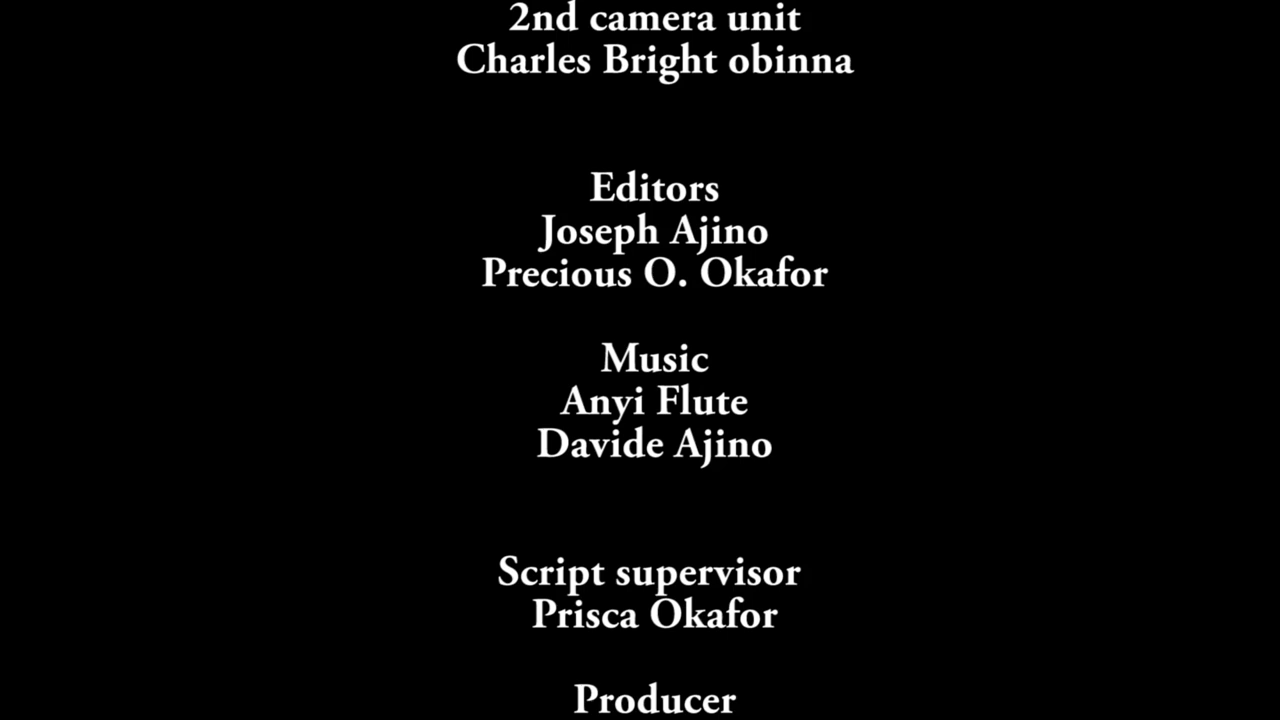 2nd camera unit
Charles Bright obinna
Editors
Joseph Ajino
Precious O. Okafor
Music
Anyi Flute
Davide Ajino
Script supervisor
Prisca Okafor
Producer